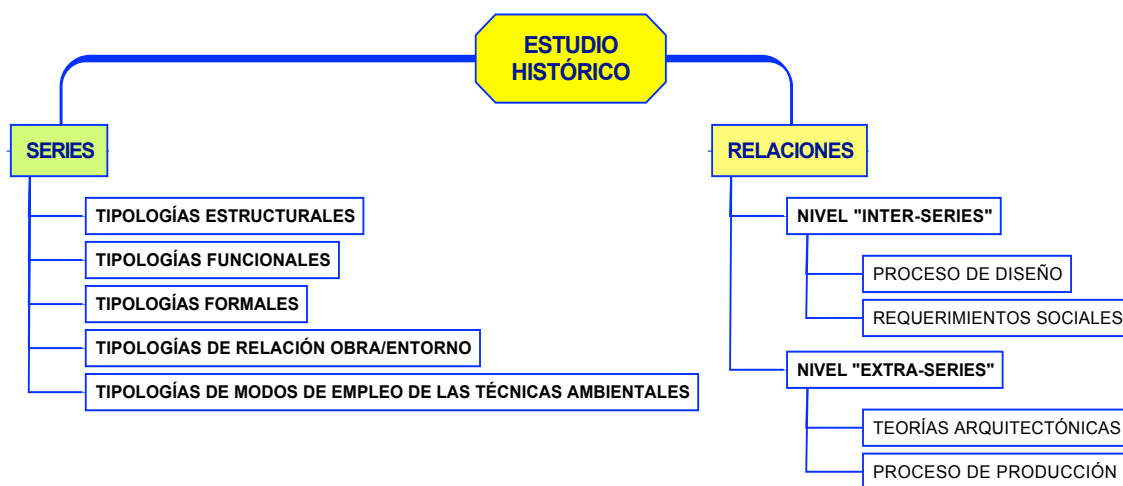 ESTUDIO
HISTÓRICO
SERIES
TIPOLOGÍAS ESTRUCTURALES
TIPOLOGÍAS FUNCIONALES
TIPOLOGÍAS FORMALES
TIPOLOGÍAS DE RELACIÓN OBRA/ENTORNO
TIPOLOGÍAS DE MODOS DE EMPLEO DE LAS TÉCNICAS AMBIENTALES
RELACIONES
NIVEL "INTER-SERIES"
PROCESO DE DISEÑO
REQUERIMIENTOS SOCIALES
NIVEL "EXTRA-SERIES"
TEORÍAS ARQUITECTÓNICAS
PROCESO DE PRODUCCIÓN